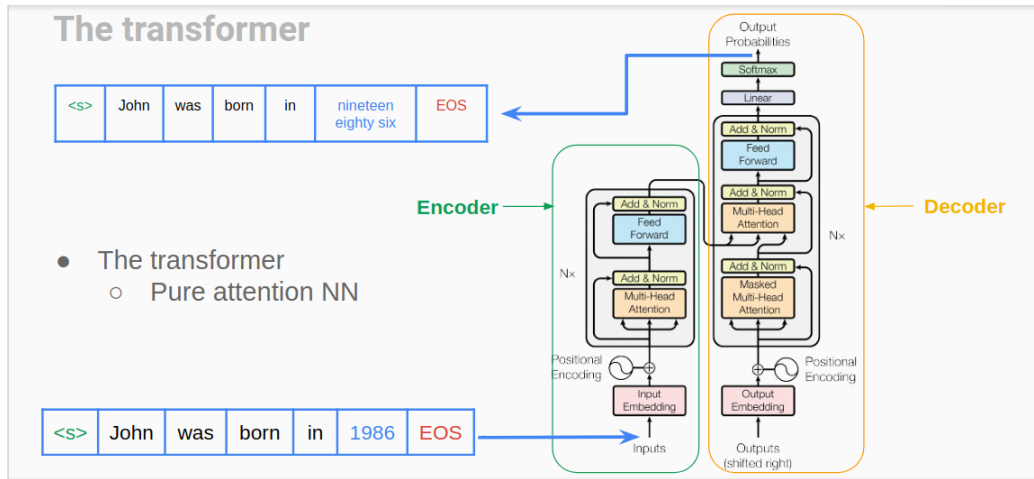 The transformer
<s> John was born in nineteen eighty six EOS
● The transformer
○ Pure attention NN
<s> John was born in 1986 EOS
Encoder
Add & Norm
Feed
Forward
Nx
Add & Norm
Multi-Head
Attention
Positional
Encoding
Input
Embedding
Inputs
Output
Probabilities
Softmax
Linear
Add & Norm
Feed
Forward
Add & Norm
Multi-Head
Attention
Nx
Add & Norm
Masked
Multi-Head
Attention
Positional
Encoding
Output
Embedding
Outputs
(shifted right)
Decoder